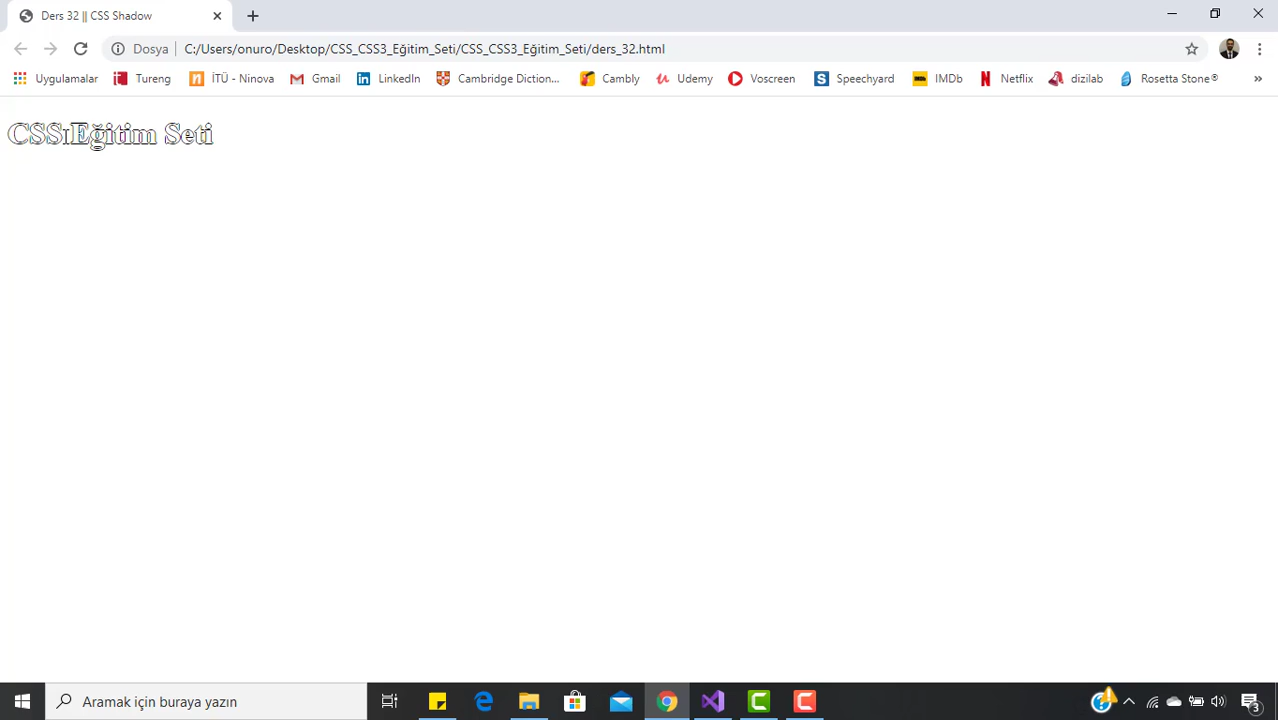 Ders 32 || CSS Shadow
Dosya C:/Users/onuro/Desktop/CSS_CSS3_Eğitim_Seti/CSS_CSS3_Eğitim_Seti/ders_32.html
Uygulamalar Tureng İTÜ - Ninova Gmail LinkedIn Cambridge Diction... Cambly Udemy Voscreen Speechyard IMDb Netflix dizilab Rosetta Stone® »
CSS Eğitim Seti
Aramak için buraya yazın
3